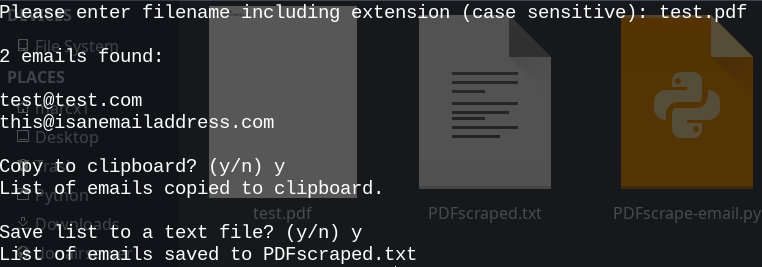 Please enter filename including extension (case sensitive): test.pdf
DEVICES
File System
2 emails found:
PLACES
test@test.com
this@isanemailaddress.com
Desktop
Copy to clipboard? (y/n) y
Python
List of emails copied to clipboard.
test.pdf
PDFscraped.txt
PDFscrape-email.py
Downloads
Save list to a text file? (y/n) y
List of emails saved to PDFscraped.txt